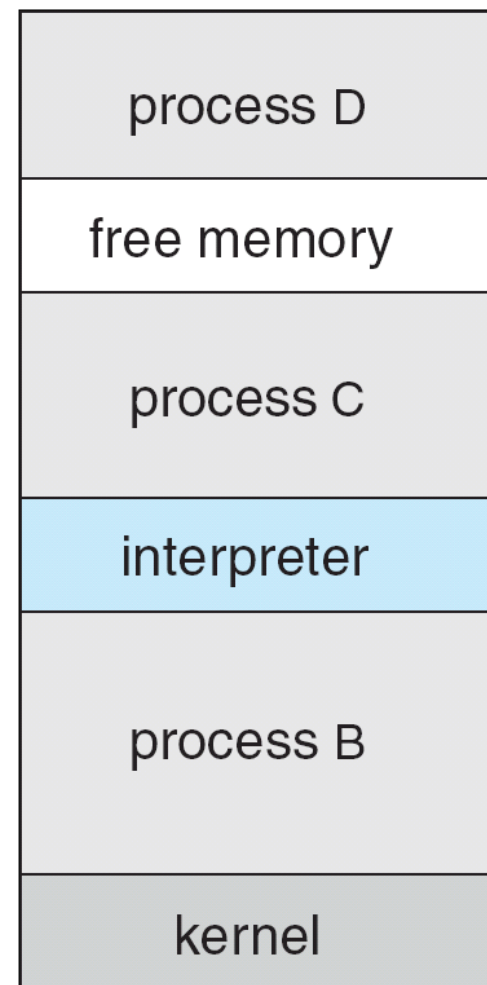 process D
free memory
process C
interpreter
process B
kernel